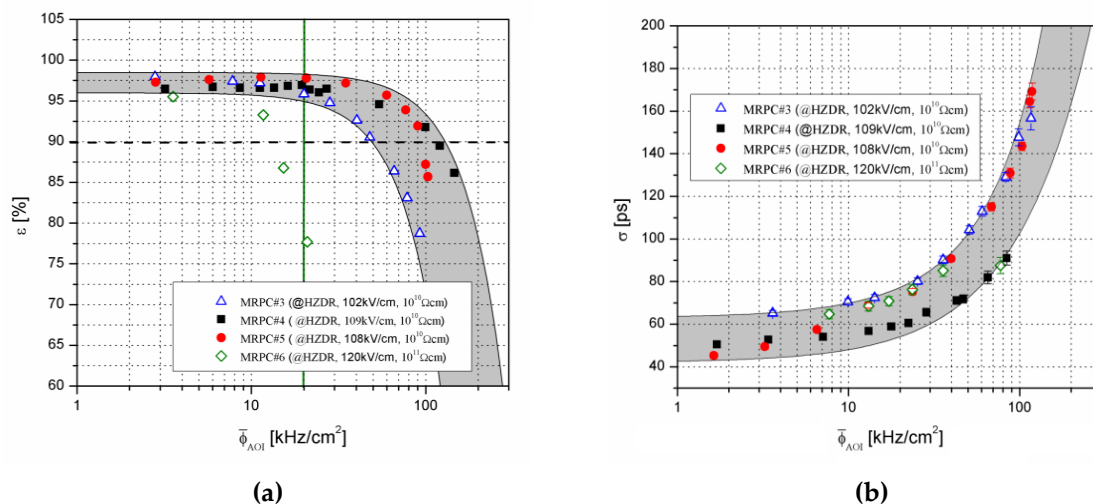 105
100
95
90
85
80
75
70
65
60
ε [%]
MRPC#3 (@HZDR, 102kV/cm, 10¹⁰Ωcm)
MRPC#4 ( @HZDR, 109kV/cm, 10¹⁰Ωcm)
MRPC#5 ( @HZDR, 108kV/cm, 10¹⁰Ωcm)
MRPC#6 ( @HZDR, 120kV/cm, 10¹¹Ωcm)
1 10 100
ϕ̅AOI [kHz/cm²]
(a)
200
180
160
140
120
100
80
60
40
σ [ps]
MRPC#3 (@HZDR, 102kV/cm, 10¹⁰Ωcm)
MRPC#4 (@HZDR, 109kV/cm, 10¹⁰Ωcm)
MRPC#5 (@HZDR, 108kV/cm, 10¹⁰Ωcm)
MRPC#6 (@HZDR, 120kV/cm, 10¹¹Ωcm)
1 10 100
ϕ̅AOI [kHz/cm²]
(b)